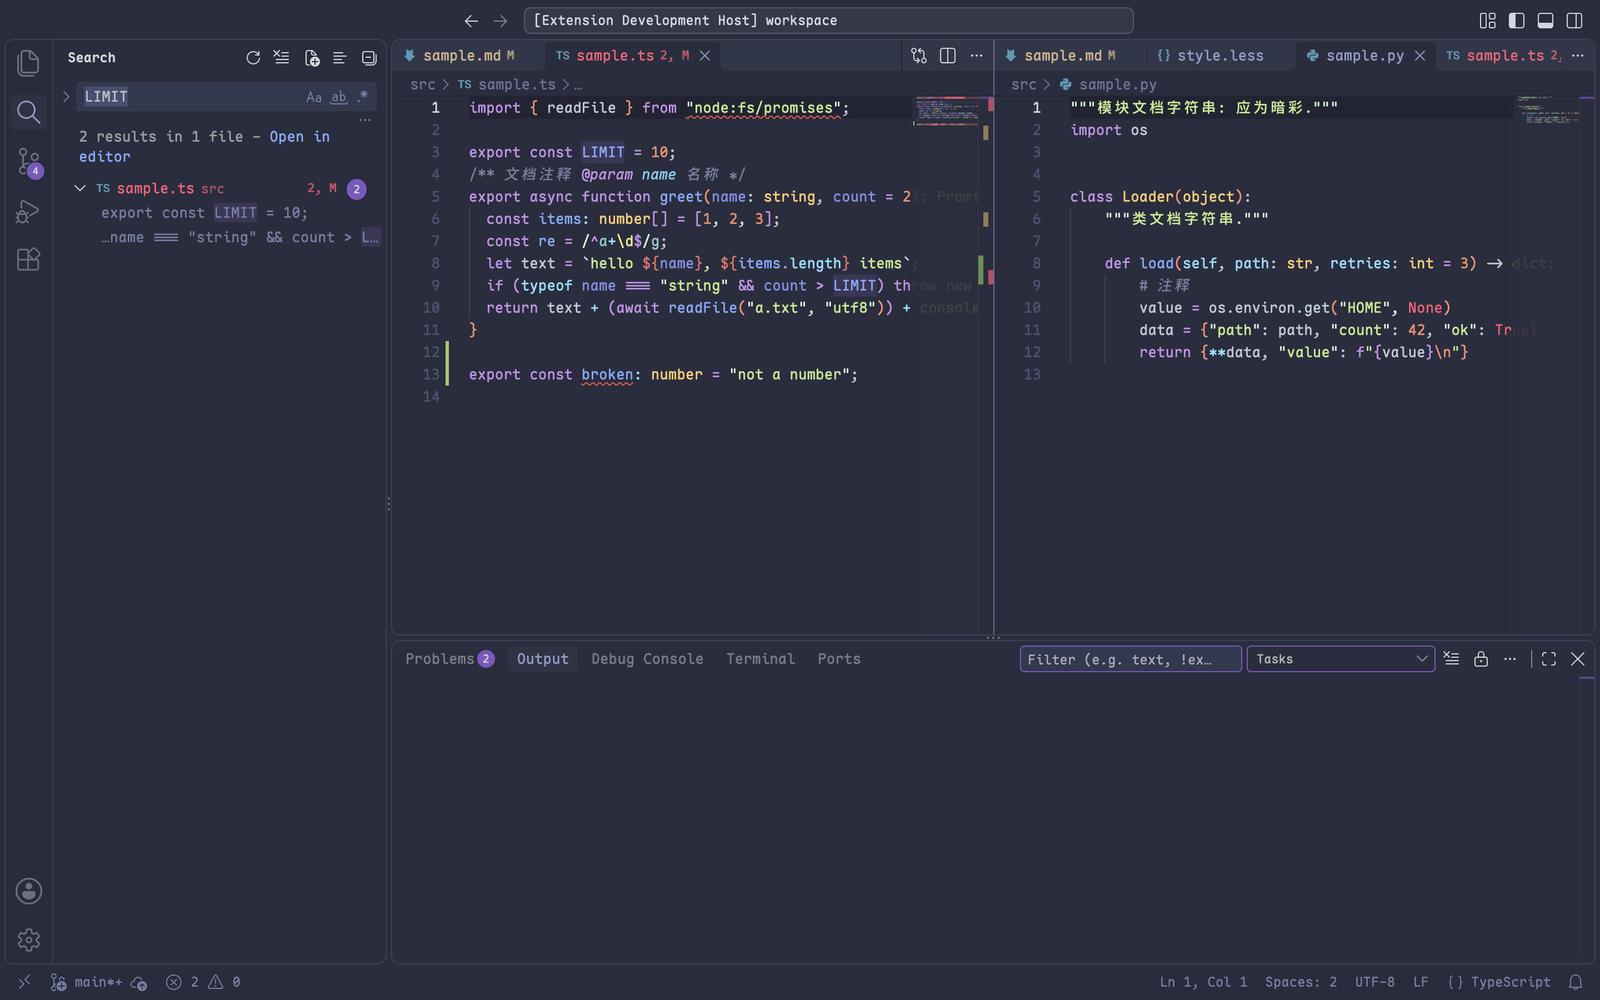 [Extension Development Host] workspace
Search
LIMIT
Aa ab .*
2 results in 1 file - Open in
editor
TS sample.ts src 2, M 2
export const LIMIT = 10;
…name === "string" && count > L…
4
sample.md M
TS sample.ts 2, M
src > TS sample.ts > …
1 import { readFile } from "node:fs/promises";
2
3 export const LIMIT = 10;
4 /** 文档注释 @param name 名称 */
5 export async function greet(name: string, count = 2): Promi
6 const items: number[] = [1, 2, 3];
7 const re = /^a+\d$/g;
8 let text = `hello ${name}, ${items.length} items`;
9 if (typeof name === "string" && count > LIMIT) throw new
10 return text + (await readFile("a.txt", "utf8")) + console
11 }
12
13 export const broken: number = "not a number";
14
sample.md M
{} style.less
sample.py
TS sample.ts 2,
src > sample.py
1 """模块文档字符串: 应为暗彩."""
2 import os
3
4
5 class Loader(object):
6 """类文档字符串."""
7
8 def load(self, path: str, retries: int = 3) -> dict:
9 # 注释
10 value = os.environ.get("HOME", None)
11 data = {"path": path, "count": 42, "ok": True}
12 return {**data, "value": f"{value}\n"}
13
Problems 2
Output
Debug Console
Terminal
Ports
Filter (e.g. text, !ex…
Tasks
main*+
2
0
Ln 1, Col 1
Spaces: 2
UTF-8
LF
{} TypeScript